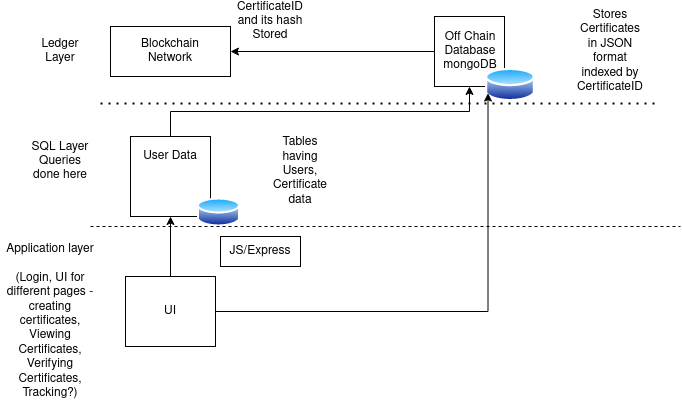 CertificateID
and its hash
Stored
Ledger
Layer
Blockchain
Network
Off Chain
Database
mongoDB
Stores
Certificates
in JSON
format
indexed by
CertificateID
SQL Layer
Queries
done here
User Data
Tables
having
Users,
Certificate
data
Application layer
(Login, UI for
different pages -
creating
certificates,
Viewing
Certificates,
Verifying
Certificates,
Tracking?)
JS/Express
UI